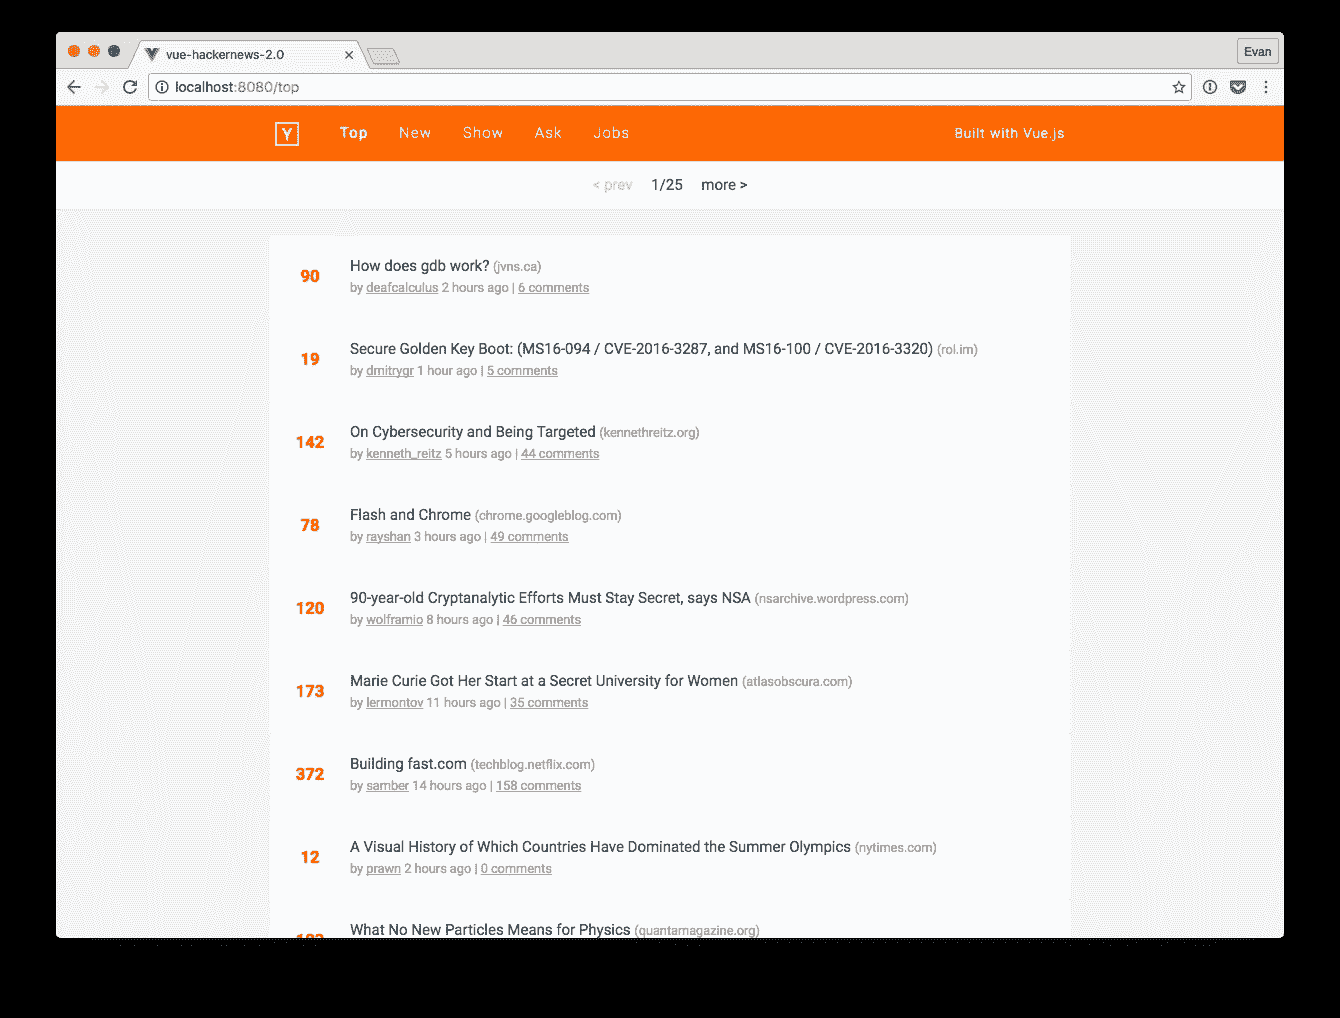 vue-hackernews-2.0
Evan
localhost:8080/top
Y Top New Show Ask Jobs Built with Vue.js
< prev 1/25 more >
90 How does gdb work? (jvns.ca)
by deafcalculus 2 hours ago | 6 comments
19 Secure Golden Key Boot: (MS16-094 / CVE-2016-3287, and MS16-100 / CVE-2016-3320) (rol.im)
by dmitrygr 1 hour ago | 5 comments
142 On Cybersecurity and Being Targeted (kennethreitz.org)
by kenneth_reitz 5 hours ago | 44 comments
78 Flash and Chrome (chrome.googleblog.com)
by rayshan 3 hours ago | 49 comments
120 90-year-old Cryptanalytic Efforts Must Stay Secret, says NSA (nsarchive.wordpress.com)
by wolframio 8 hours ago | 46 comments
173 Marie Curie Got Her Start at a Secret University for Women (atlasobscura.com)
by lermontov 11 hours ago | 35 comments
372 Building fast.com (techblog.netflix.com)
by samber 14 hours ago | 158 comments
12 A Visual History of Which Countries Have Dominated the Summer Olympics (nytimes.com)
by prawn 2 hours ago | 0 comments
What No New Particles Means for Physics (quantamagazine.org)